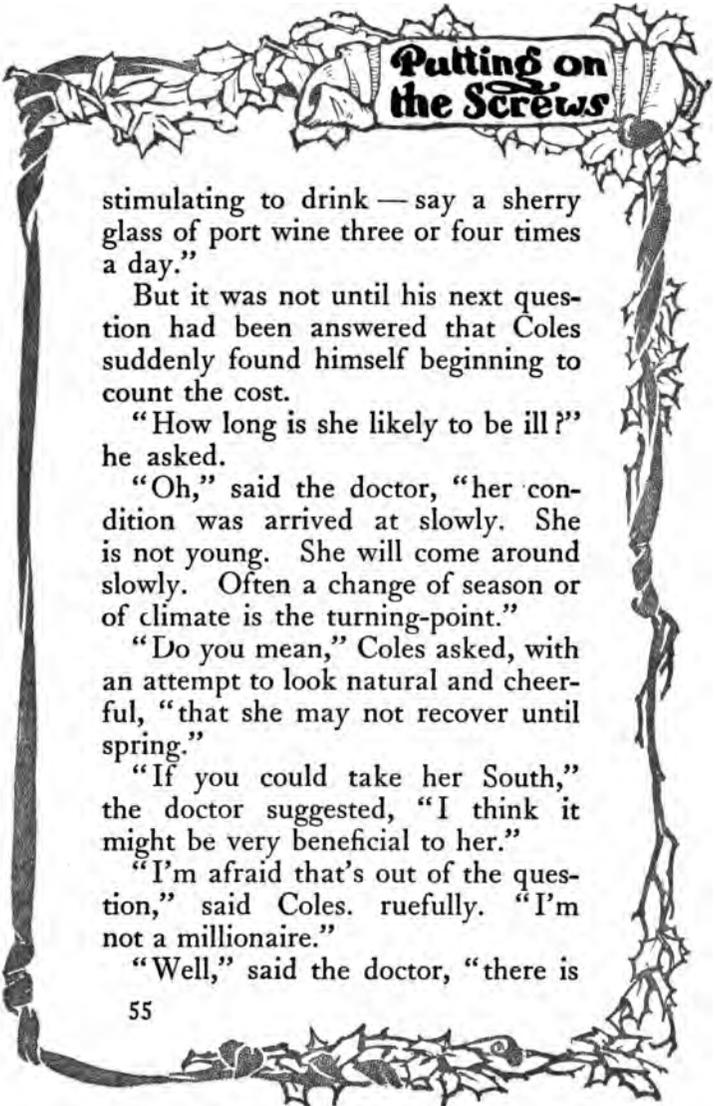 Putting on
the Screws
stimulating to drink — say a sherry
glass of port wine three or four times
a day.”
But it was not until his next ques-
tion had been answered that Coles
suddenly found himself beginning to
count the cost.
“How long is she likely to be ill?”
he asked.
“Oh,” said the doctor, “her con-
dition was arrived at slowly. She
is not young. She will come around
slowly. Often a change of season or
of climate is the turning-point.”
“Do you mean,” Coles asked, with
an attempt to look natural and cheer-
ful, “that she may not recover until
spring.”
“If you could take her South,”
the doctor suggested, “I think it
might be very beneficial to her.”
“I’m afraid that’s out of the ques-
tion,” said Coles. ruefully. “I’m
not a millionaire.”
“Well,” said the doctor, “there is
55